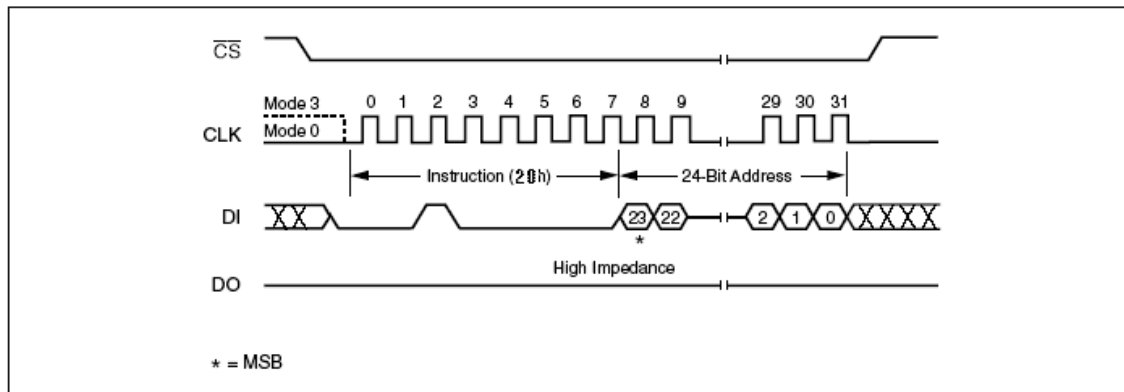 CS
Mode 3 0 1 2 3 4 5 6 7 8 9 29 30 31
CLK Mode 0
Instruction (20h) 24-Bit Address
DI 23 22 2 1 0
*
High Impedance
DO
* = MSB